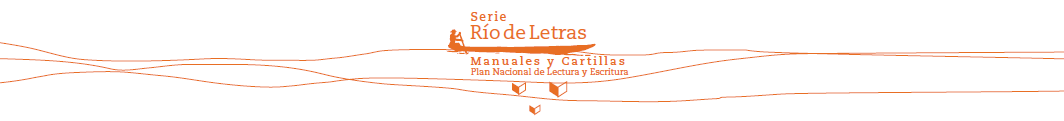 Serie
Río de Letras
Manuales y Cartillas
Plan Nacional de Lectura y Escritura